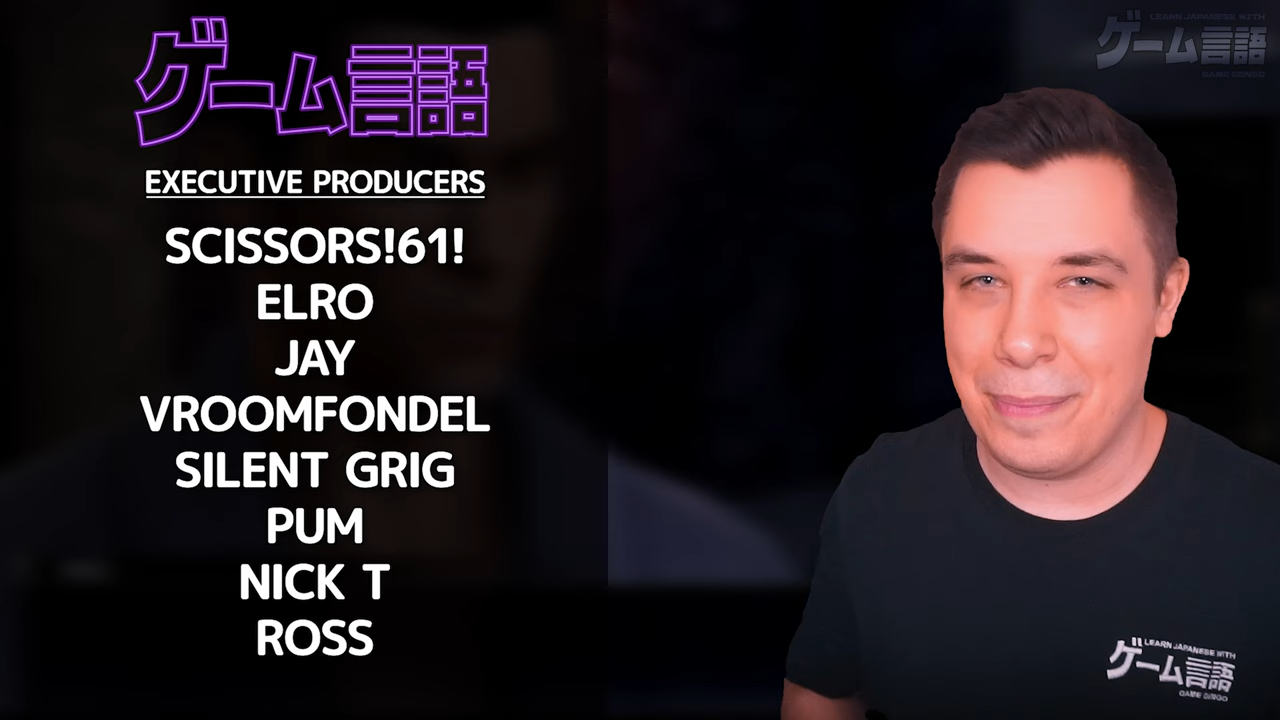 ゲーム言語
EXECUTIVE PRODUCERS
SCISSORS!61!
ELRO
JAY
VROOMFONDEL
SILENT GRIG
PUM
NICK T
ROSS
LEARN JAPANESE WITH
ゲーム言語
GAME GENGO
LEARN JAPANESE WITH
ゲーム言語
GAME GENGO